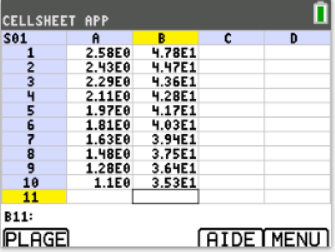 CELLSHEET APP
S01 A B C D
1 2.58E0 4.78E1
2 2.43E0 4.47E1
3 2.29E0 4.36E1
4 2.11E0 4.28E1
5 1.97E0 4.17E1
6 1.81E0 4.03E1
7 1.63E0 3.94E1
8 1.48E0 3.75E1
9 1.28E0 3.64E1
10 1.1E0 3.53E1
11
B11:
PLAGE AIDE MENU